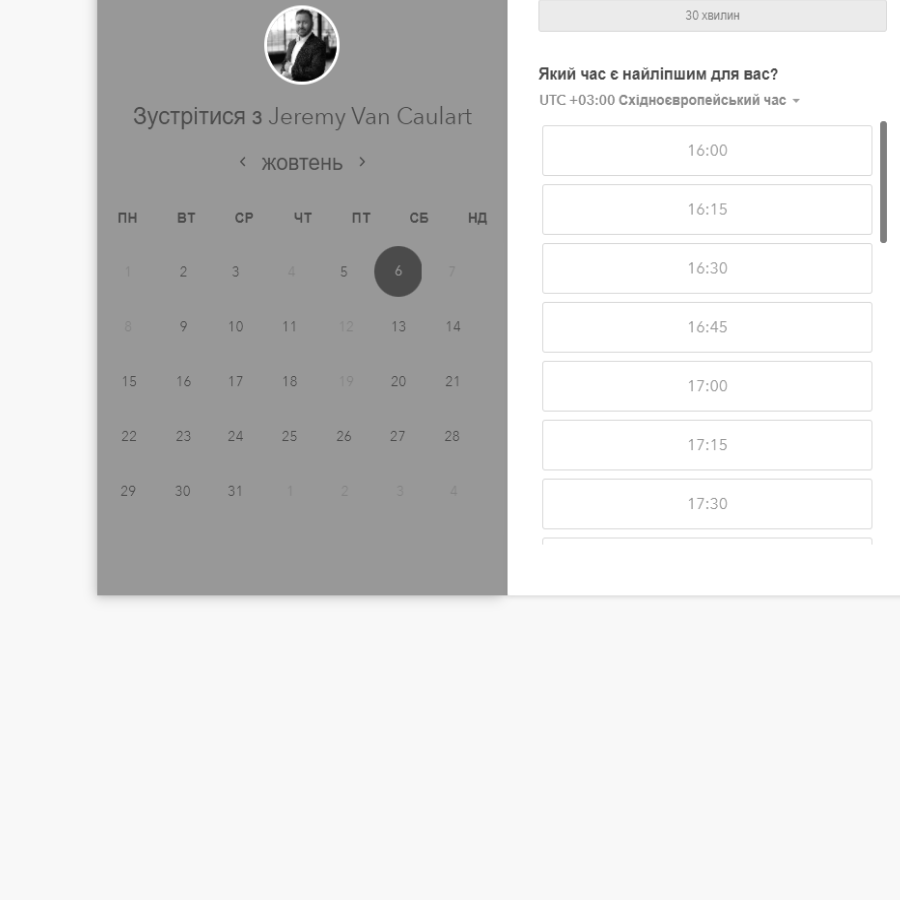 Зустрітися з Jeremy Van Caulart
жовтень
ПН ВТ СР ЧТ ПТ СБ НД
1 2 3 4 5 6 7
8 9 10 11 12 13 14
15 16 17 18 19 20 21
22 23 24 25 26 27 28
29 30 31 1 2 3 4
30 хвилин
Який час є найліпшим для вас?
UTC +03:00 Східноєвропейський час
16:00
16:15
16:30
16:45
17:00
17:15
17:30